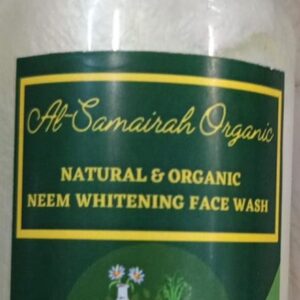 Al-Samairah Organic
NATURAL & ORGANIC
NEEM WHITENING FACE WASH